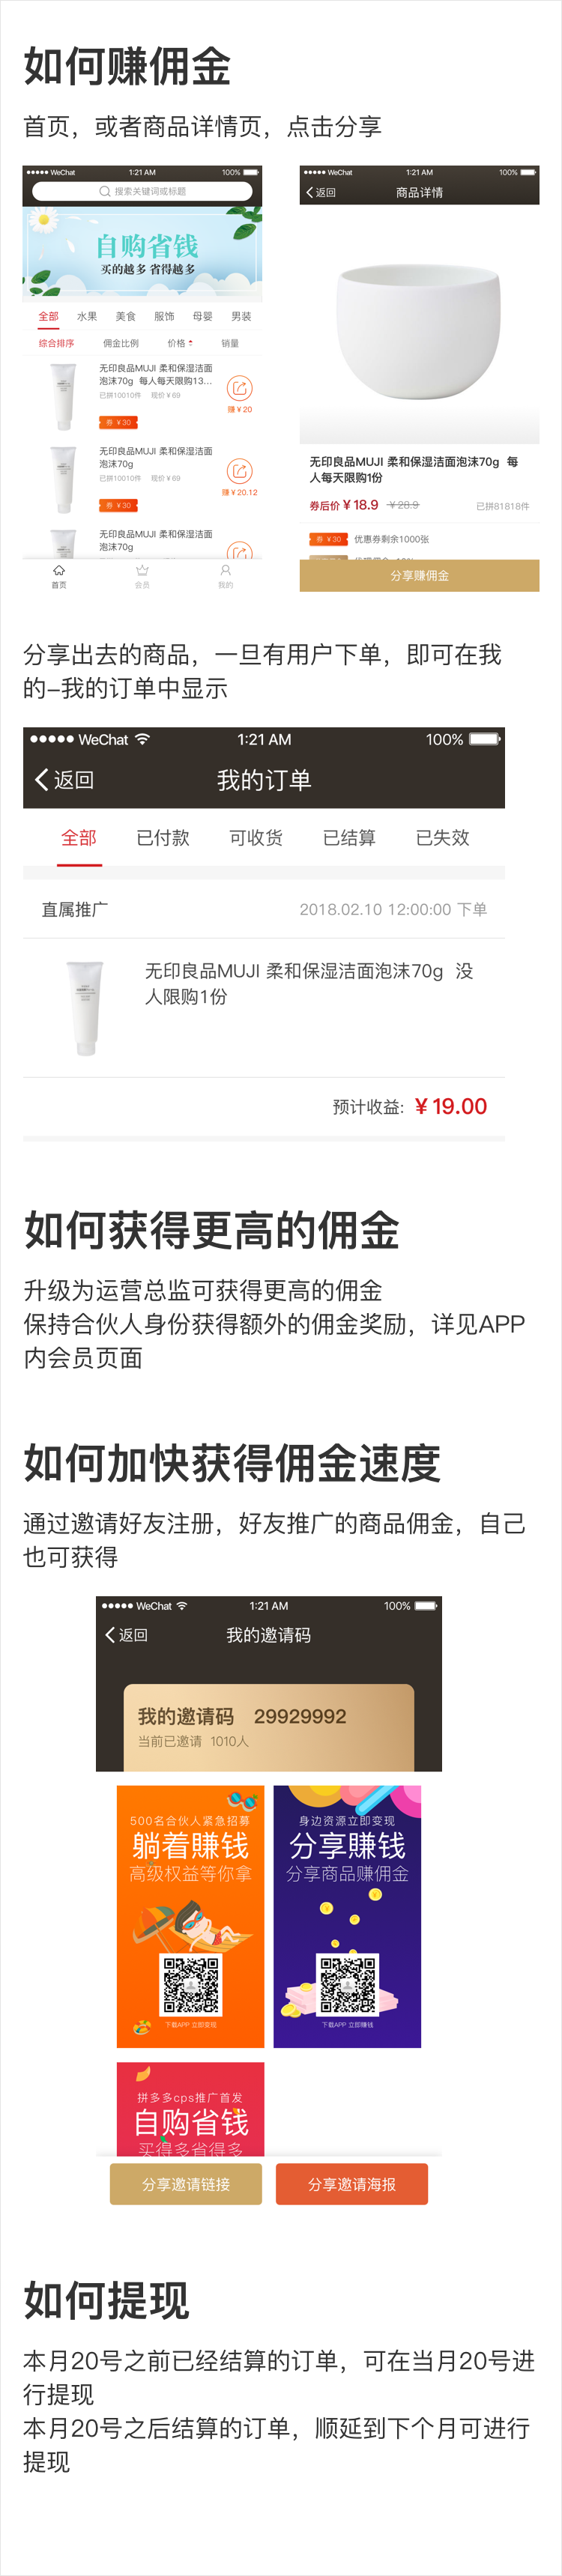 如何赚佣金
首页，或者商品详情页，点击分享
WeChat 1:21 AM 100%
搜索关键词或标题
自购省钱
买的越多 省得越多
全部 水果 美食 服饰 母婴 男装
综合排序 佣金比例 价格 销量
无印良品MUJI 柔和保湿洁面
泡沫70g 每人每天限购13...
已拼10010件 现价￥69
券 ￥30
赚￥20
无印良品MUJI 柔和保湿洁面
泡沫70g
已拼10010件 现价￥69
券 ￥30
赚￥20.12
无印良品MUJI 柔和保湿洁面
泡沫70g
首页 会员 我的
WeChat 1:21 AM 100%
返回 商品详情
无印良品MUJI 柔和保湿洁面泡沫70g 每
人每天限购1份
券后价￥18.9 ￥28.9 已拼81818件
券 ￥30 优惠券剩余1000张
分享赚佣金
分享出去的商品，一旦有用户下单，即可在我
的-我的订单中显示
WeChat 1:21 AM 100%
返回 我的订单
全部 已付款 可收货 已结算 已失效
直属推广 2018.02.10 12:00:00 下单
无印良品MUJI 柔和保湿洁面泡沫70g 没
人限购1份
预计收益: ￥19.00
如何获得更高的佣金
升级为运营总监可获得更高的佣金
保持合伙人身份获得额外的佣金奖励，详见APP
内会员页面
如何加快获得佣金速度
通过邀请好友注册，好友推广的商品佣金，自己
也可获得
WeChat 1:21 AM 100%
返回 我的邀请码
我的邀请码 29929992
当前已邀请 1010人
500名合伙人紧急招募
躺着赚钱
高级权益等你拿
下载APP 立即变现
身边资源立即变现
分享赚钱
分享商品赚佣金
下载APP 立即赚钱
拼多多cps推广首发
自购省钱
买得多省得多
分享邀请链接 分享邀请海报
如何提现
本月20号之前已经结算的订单，可在当月20号进
行提现
本月20号之后结算的订单，顺延到下个月可进行
提现